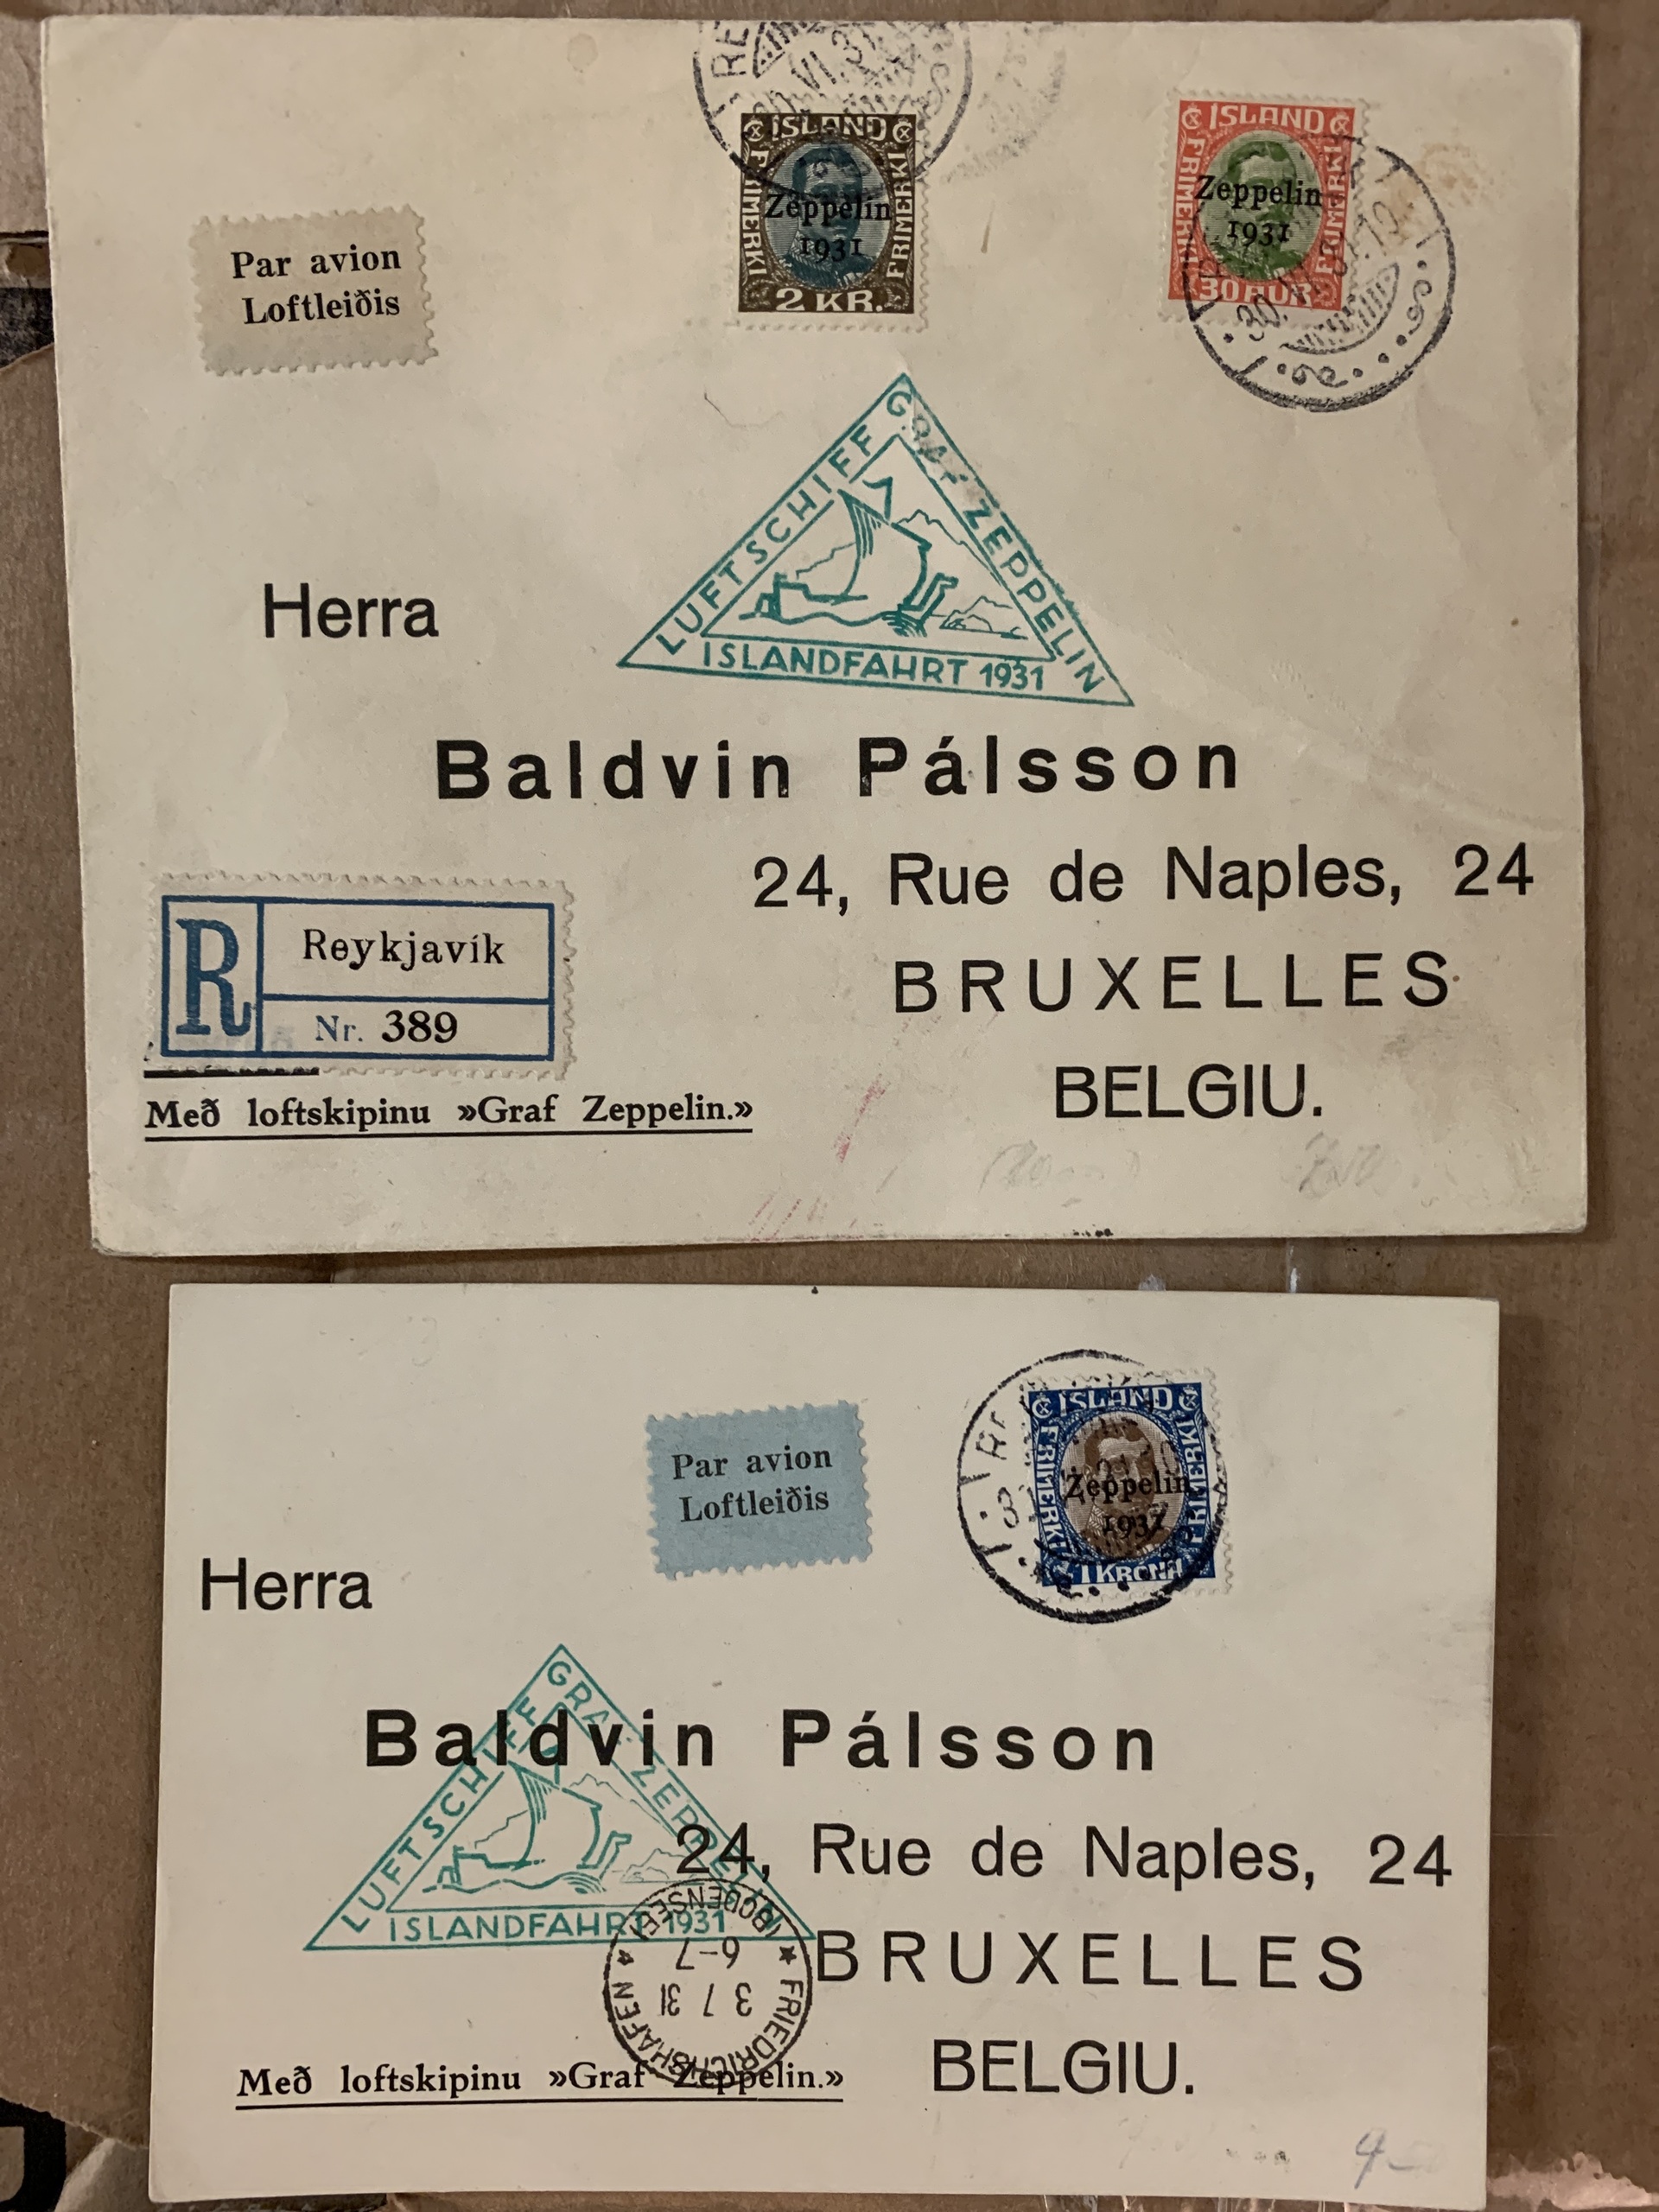 ISLAND
FRIMERKI
FRIMERKI
Zeppelin
1931
2 KR.
ISLAND
FRIMERKI
FRIMERKI
Zeppelin
1931
30 AUR.
Par avion
Loftleiðis
LUFTSCHIFF GRAF ZEPPELIN
ISLANDFAHRT 1931
Herra
Baldvin Pálsson
24, Rue de Naples, 24
BRUXELLES
BELGIU.
R
Reykjavík
Nr. 389
Með loftskipinu »Graf Zeppelin.»
ISLAND
FRIMERKI
FRIMERKI
Zeppelin
1931
1 KRONA
Par avion
Loftleiðis
Herra
LUFTSCHIFF GRAF ZEPPELIN
ISLANDFAHRT 1931
Baldvin Pálsson
24, Rue de Naples, 24
BRUXELLES
BELGIU.
FRIEDRICHSHAFEN
(BODENSEE)
3 7 31
6-7
Með loftskipinu »Graf Zeppelin.»